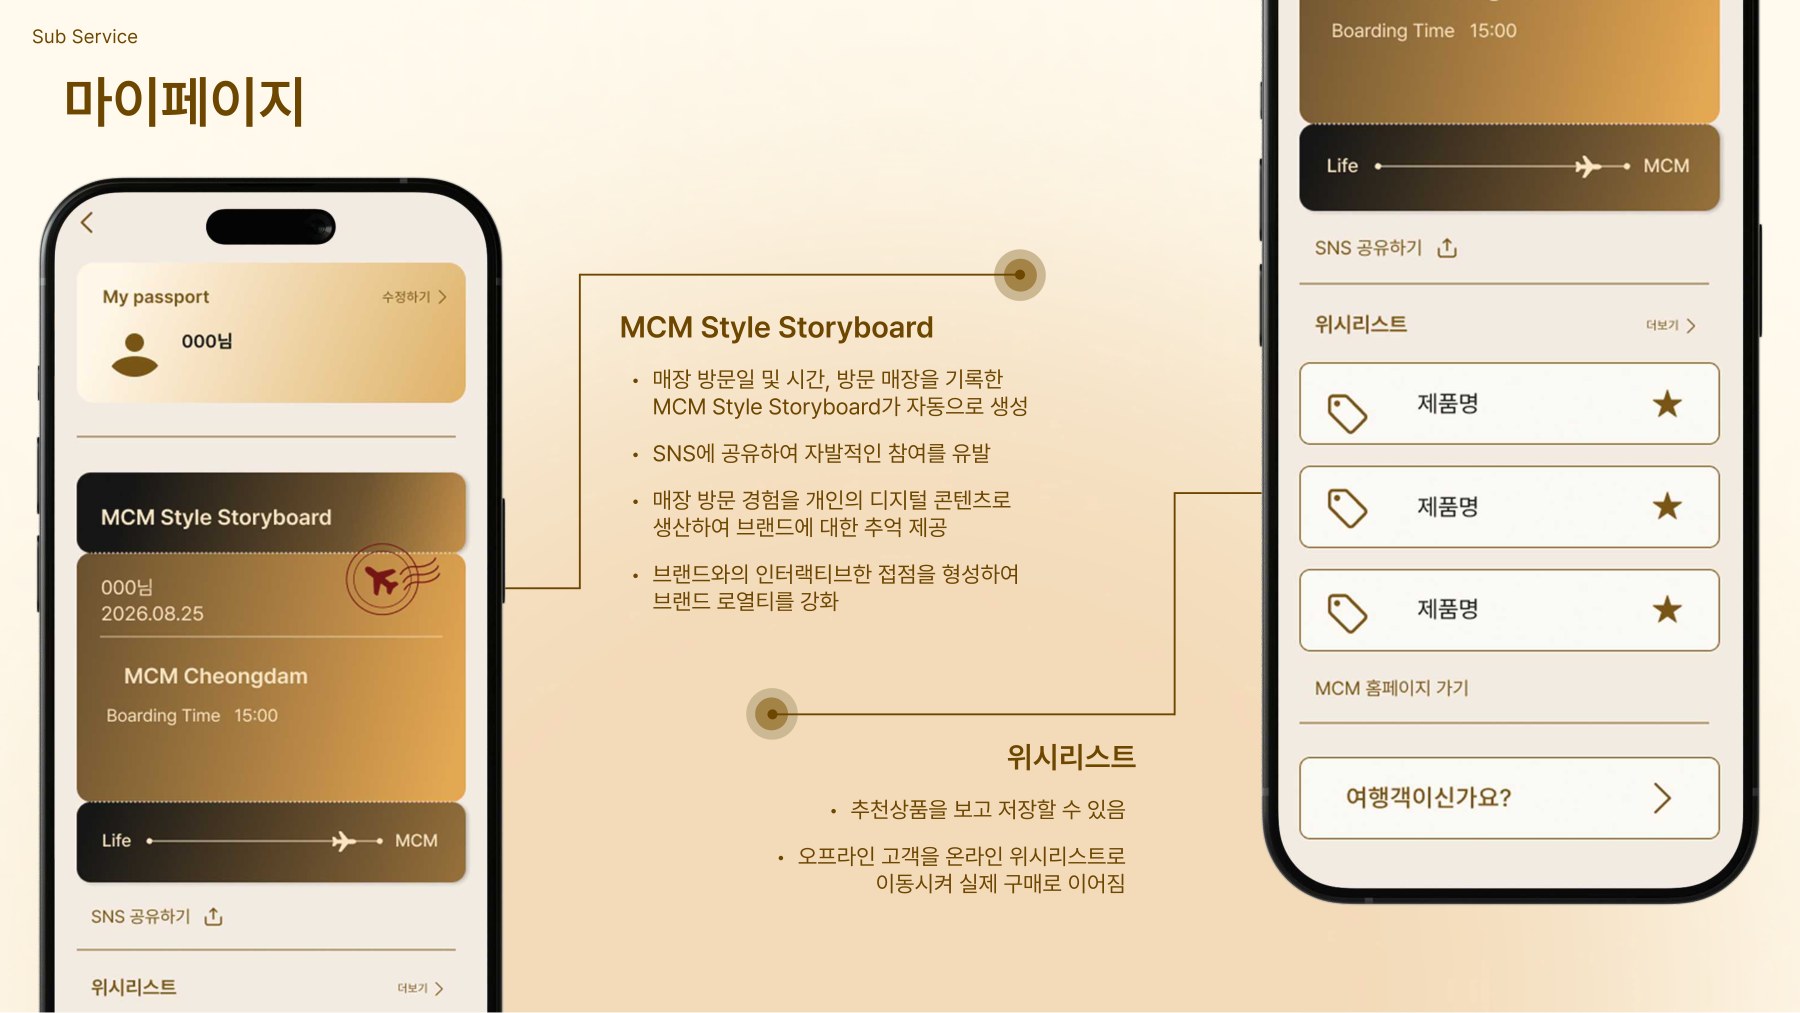 Sub Service
마이페이지
My passport
수정하기
000님
MCM Style Storyboard
000님
2026.08.25
MCM Cheongdam
Boarding Time 15:00
Life
MCM
SNS 공유하기
위시리스트
더보기
MCM Style Storyboard
• 매장 방문일 및 시간, 방문 매장을 기록한
MCM Style Storyboard가 자동으로 생성
• SNS에 공유하여 자발적인 참여를 유발
• 매장 방문 경험을 개인의 디지털 콘텐츠로
생산하여 브랜드에 대한 추억 제공
• 브랜드와의 인터랙티브한 접점을 형성하여
브랜드 로열티를 강화
위시리스트
• 추천상품을 보고 저장할 수 있음
• 오프라인 고객을 온라인 위시리스트로
이동시켜 실제 구매로 이어짐
Boarding Time 15:00
Life
MCM
SNS 공유하기
위시리스트
더보기
제품명
제품명
제품명
MCM 홈페이지 가기
여행객이신가요?